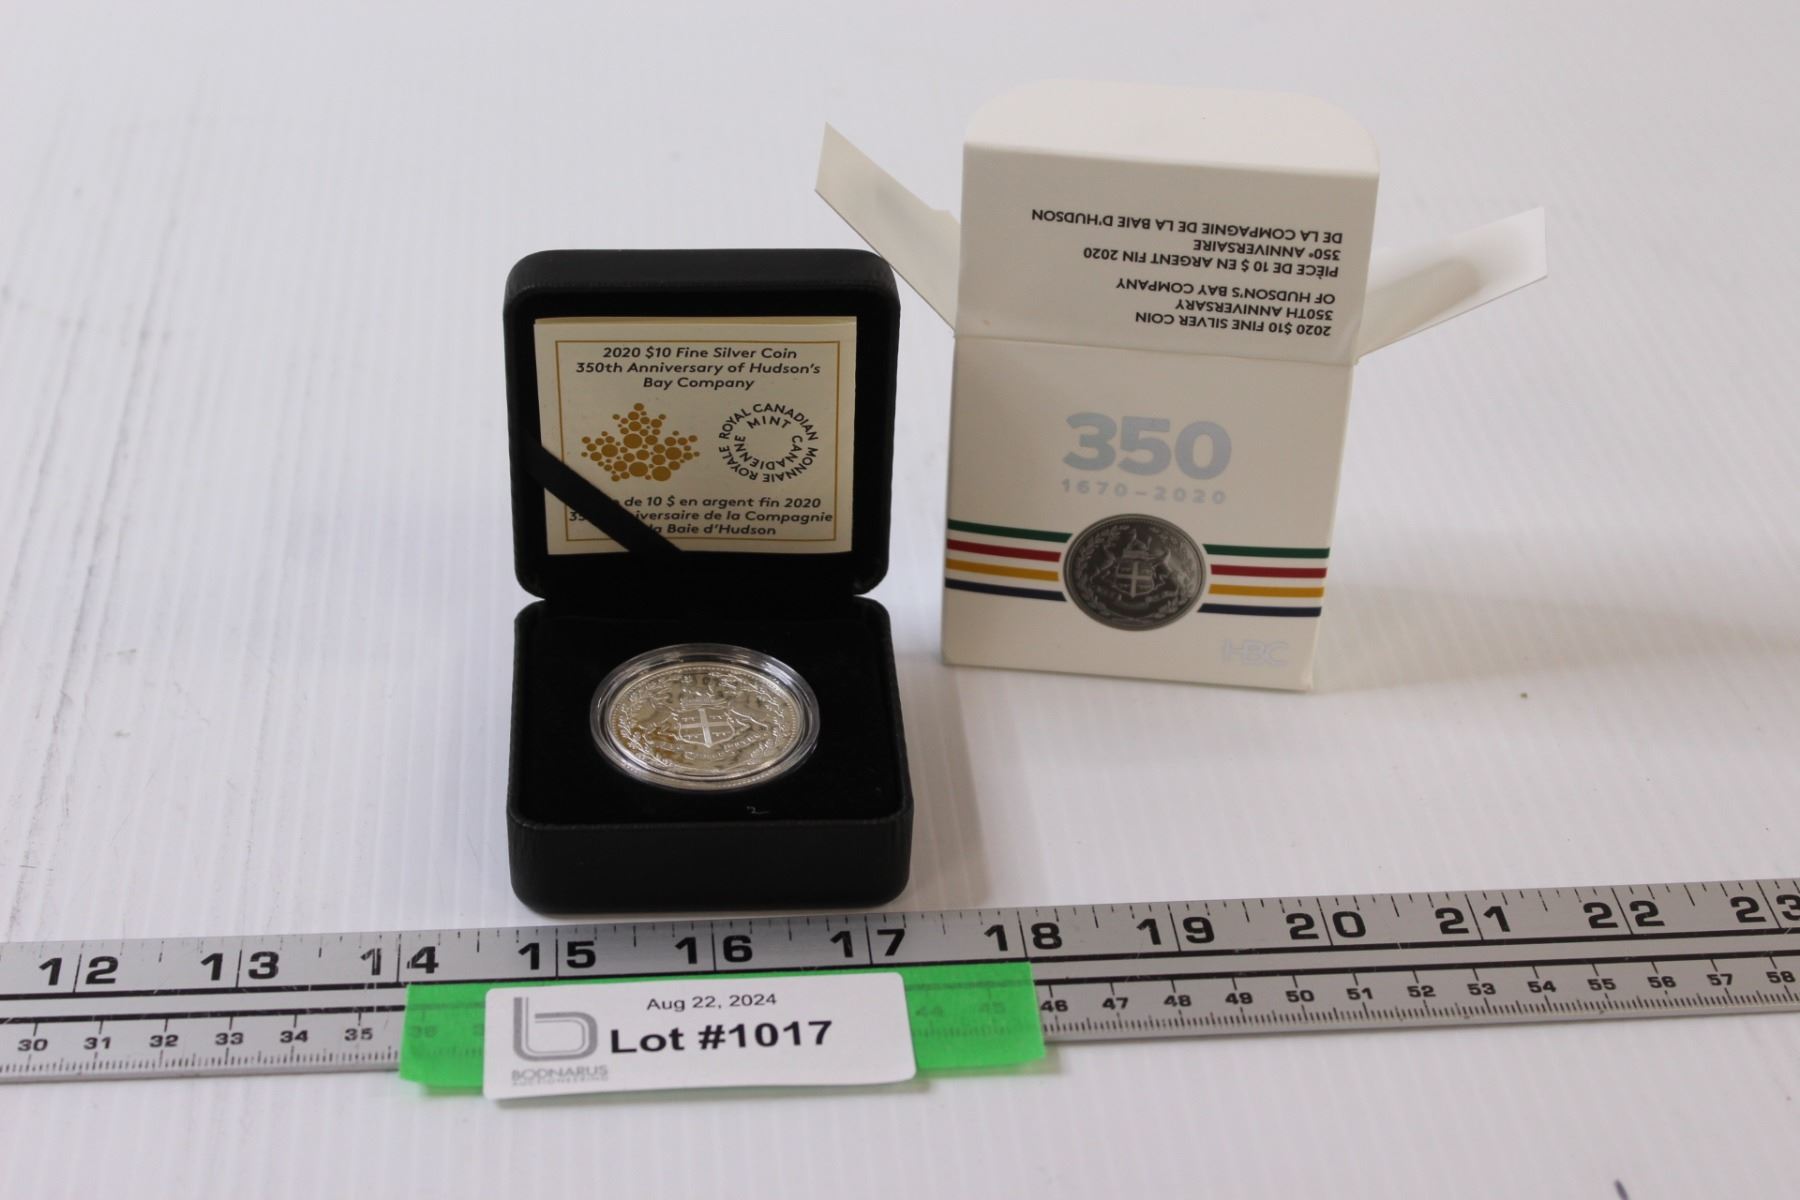 2020 $10 FINE SILVER COIN
350TH ANNIVERSARY
OF HUDSON'S BAY COMPANY
PIÈCE DE 10 $ EN ARGENT FIN 2020
350e ANNIVERSAIRE
DE LA COMPAGNIE DE LA BAIE D'HUDSON
350
1670–2020
HBC
2020 $10 Fine Silver Coin
350th Anniversary of Hudson's
Bay Company
ROYAL CANADIAN MINT
MONNAIE ROYALE CANADIENNE
de 10 $ en argent fin 2020
de la Compagnie
Baie d'Hudson
12 13 14 15 16 17 18 19 20 21 22 23
30 31 32 33 34 35 36 44 45 46 47 48 49 50 51 52 53 54 55 56 57 58
Aug 22, 2024
Lot #1017
BODNARUS
AUCTIONEERING